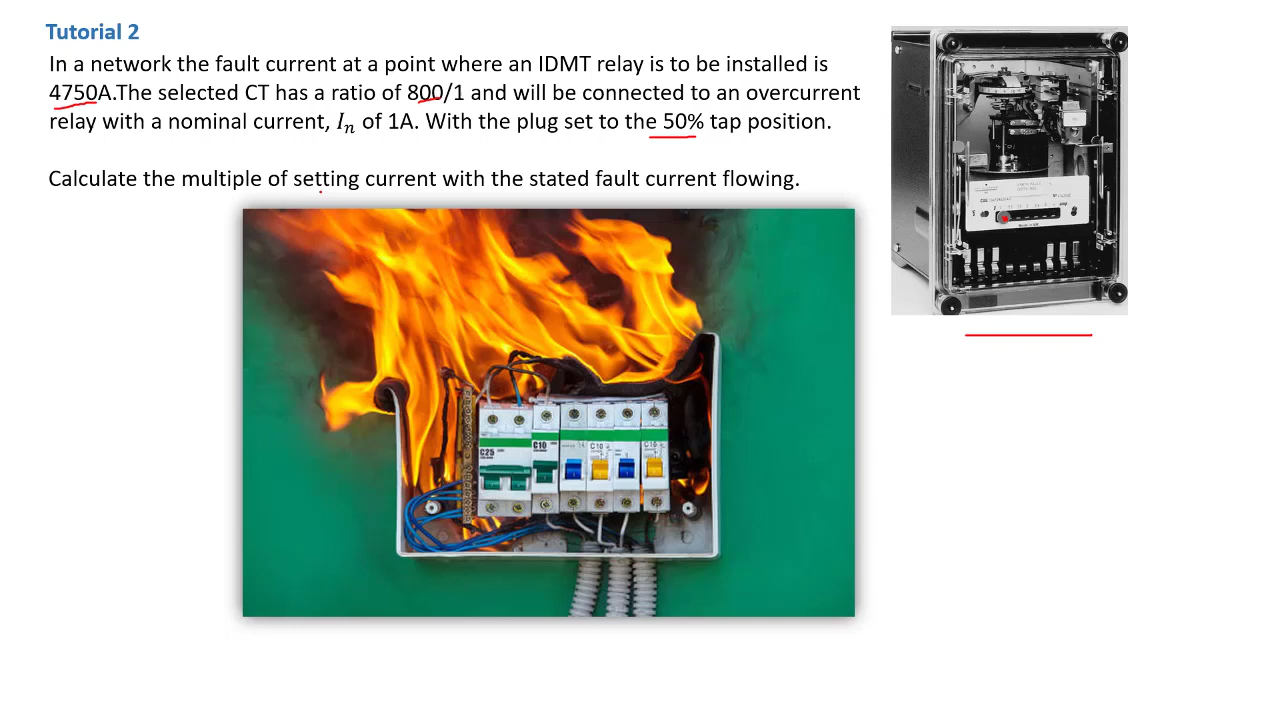 Tutorial 2
In a network the fault current at a point where an IDMT relay is to be installed is
4750A.The selected CT has a ratio of 800/1 and will be connected to an overcurrent
relay with a nominal current, Iₙ of 1A. With the plug set to the 50% tap position.
Calculate the multiple of setting current with the stated fault current flowing.
C25
C10
C10
C16